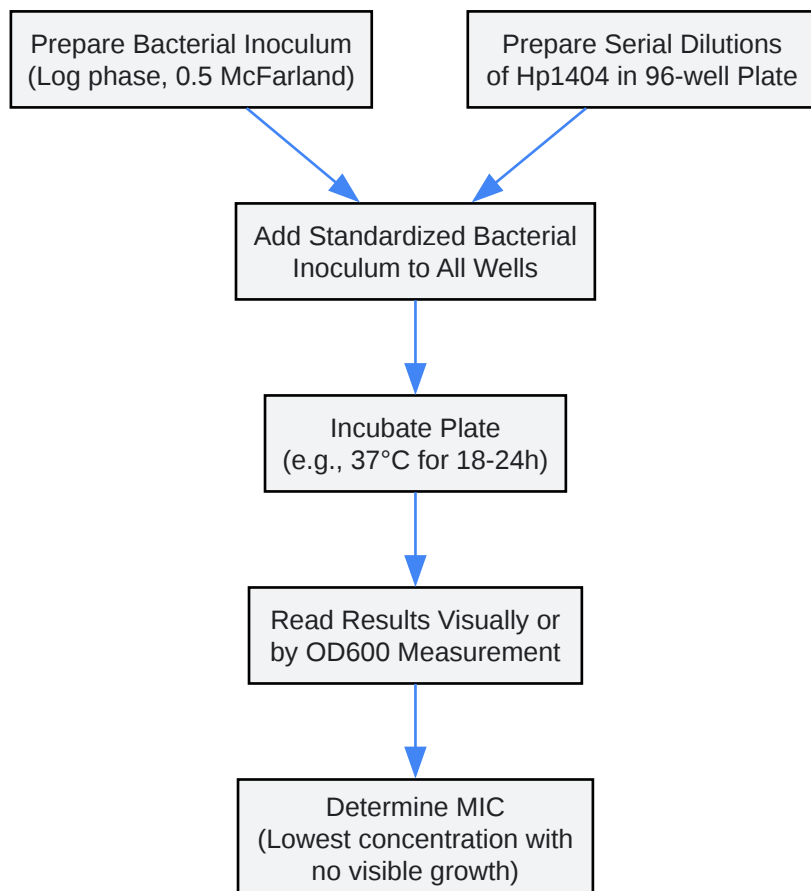 Prepare Bacterial Inoculum
(Log phase, 0.5 McFarland)
Prepare Serial Dilutions
of Hp1404 in 96-well Plate
Add Standardized Bacterial
Inoculum to All Wells
Incubate Plate
(e.g., 37°C for 18-24h)
Read Results Visually or
by OD600 Measurement
Determine MIC
(Lowest concentration with
no visible growth)